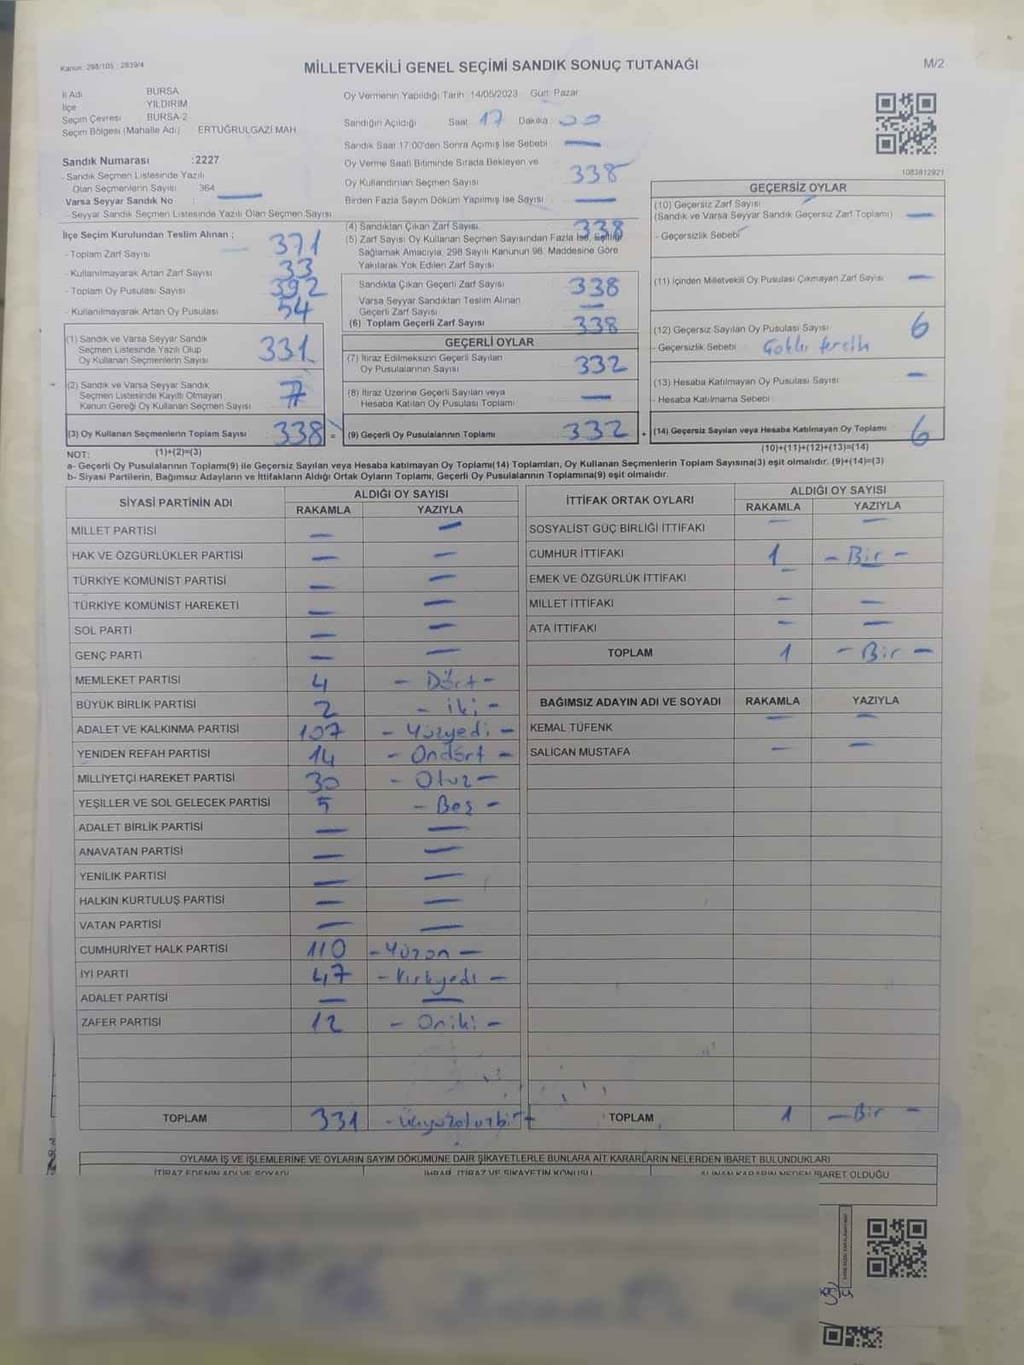 Kanun: 298/105 - 2839/4
MİLLETVEKİLİ GENEL SEÇİMİ SANDIK SONUÇ TUTANAĞI
M/2
İl Adı BURSA
İlçe YILDIRIM
Seçim Çevresi BURSA 2
Seçim Bölgesi (Mahalle Adı) ERTUĞRULGAZİ MAH
Sandık Numarası :2227
- Sandık Seçmen Listesinde Yazılı
Olan Seçmenlerin Sayısı 364
Varsa Seyyar Sandık No —
- Seyyar Sandık Seçmen Listesinde Yazılı Olan Seçmen Sayısı
Oy Vermenin Yapıldığı Tarih 14/05/2023 Gün: Pazar
Sandığın Açıldığı Saat 17 Dakika 00
Sandık Saat 17:00'den Sonra Açılmış İse Sebebi —
Oy Verme Saati Bitiminde Sırada Bekleyen ve
Oy Kullandırılan Seçmen Sayısı 338
Birden Fazla Sayım Döküm Yapılmış İse Sayısı —
1083812921
İlçe Seçim Kurulundan Teslim Alınan ;
- Toplam Zarf Sayısı 371
- Kullanılmayarak Artan Zarf Sayısı 33
- Toplam Oy Pusulası Sayısı 392
- Kullanılmayarak Artan Oy Pusulası 54
(1) Sandık ve Varsa Seyyar Sandık
Seçmen Listesinde Yazılı Olup
Oy Kullanan Seçmenlerin Sayısı 331
(2) Sandık ve Varsa Seyyar Sandık
Seçmen Listesinde Kayıtlı Olmayan
Kanun Gereği Oy Kullanan Seçmen Sayısı 7
(3) Oy Kullanan Seçmenlerin Toplam Sayısı 338 =
(4) Sandıktan Çıkan Zarf Sayısı 338
(5) Zarf Sayısı Oy Kullanan Seçmen Sayısından Fazla İse, Eşitliği
Sağlamak Amacıyla, 298 Sayılı Kanunun 98. Maddesine Göre
Yakılarak Yok Edilen Zarf Sayısı
Sandıkta Çıkan Geçerli Zarf Sayısı 338
Varsa Seyyar Sandıktan Teslim Alınan
Geçerli Zarf Sayısı —
(6) Toplam Geçerli Zarf Sayısı 338
GEÇERLİ OYLAR
(7) İtiraz Edilmeksizin Geçerli Sayılan
Oy Pusulalarının Sayısı 332
(8) İtiraz Üzerine Geçerli Sayılan veya
Hesaba Katılan Oy Pusulası Toplamı —
(9) Geçerli Oy Pusulalarının Toplamı 332 +
GEÇERSİZ OYLAR
(10) Geçersiz Zarf Sayısı
(Sandık ve Varsa Seyyar Sandık Geçersiz Zarf Toplamı) —
- Geçersizlik Sebebi
(11) İçinden Milletvekili Oy Pusulası Çıkmayan Zarf Sayısı —
(12) Geçersiz Sayılan Oy Pusulası Sayısı 6
- Geçersizlik Sebebi
(13) Hesaba Katılmayan Oy Pusulası Sayısı —
- Hesaba Katılmama Sebebi
(14) Geçersiz Sayılan veya Hesaba Katılmayan Oy Toplamı 6
NOT: (1)+(2)=(3) (10)+(11)+(12)+(13)=(14)
a- Geçerli Oy Pusulalarının Toplamı(9) ile Geçersiz Sayılan veya Hesaba katılmayan Oy Toplamı(14) Toplamları, Oy Kullanan Seçmenlerin Toplam Sayısına(3) eşit olmalıdır. (9)+(14)=(3)
b- Siyasi Partilerin, Bağımsız Adayların ve İttifakların Aldığı Ortak Oyların Toplamı, Geçerli Oy Pusulalarının Toplamına(9) eşit olmalıdır.
SİYASİ PARTİNİN ADI ALDIĞI OY SAYISI
RAKAMLA YAZIYLA
MİLLET PARTİSİ — —
HAK VE ÖZGÜRLÜKLER PARTİSİ — —
TÜRKİYE KOMÜNİST PARTİSİ — —
TÜRKİYE KOMÜNİST HAREKETİ — —
SOL PARTİ — —
GENÇ PARTİ — —
MEMLEKET PARTİSİ 4 - Dört -
BÜYÜK BİRLİK PARTİSİ 2 - iki -
ADALET VE KALKINMA PARTİSİ 107 - Yüzyedi -
YENİDEN REFAH PARTİSİ 14 - Ondört -
MİLLİYETÇİ HAREKET PARTİSİ 30 - Otuz -
YEŞİLLER VE SOL GELECEK PARTİSİ 5 - Beş -
ADALET BİRLİK PARTİSİ — —
ANAVATAN PARTİSİ — —
YENİLİK PARTİSİ — —
HALKIN KURTULUŞ PARTİSİ — —
VATAN PARTİSİ — —
CUMHURİYET HALK PARTİSİ 110 - Yüzon -
İYİ PARTİ 47 - Kırkyedi -
ADALET PARTİSİ — —
ZAFER PARTİSİ 12 - Oniki -
TOPLAM 331 - Üçyüzoturbir
İTTİFAK ORTAK OYLARI ALDIĞI OY SAYISI
RAKAMLA YAZIYLA
SOSYALİST GÜÇ BİRLİĞİ İTTİFAKI — —
CUMHUR İTTİFAKI 1 - Bir -
EMEK VE ÖZGÜRLÜK İTTİFAKI —
MİLLET İTTİFAKI — —
ATA İTTİFAKI — —
TOPLAM 1 - Bir -
BAĞIMSIZ ADAYIN ADI VE SOYADI RAKAMLA YAZIYLA
KEMAL TÜFENK — —
SALİCAN MUSTAFA — —
TOPLAM 1 - Bir -
OYLAMA İŞ VE İŞLEMLERİNE VE OYLARIN SAYIM DÖKÜMÜNE DAİR ŞİKAYETLERLE BUNLARA AİT KARARLARIN NELERDEN İBARET BULUNDUKLARI
İTİRAZ EDENİN ADI VE SOYADI İHBAR, İTİRAZ VE ŞİKAYETİN KONUSU ALINAN KARARIN NEDEN İBARET OLDUĞU